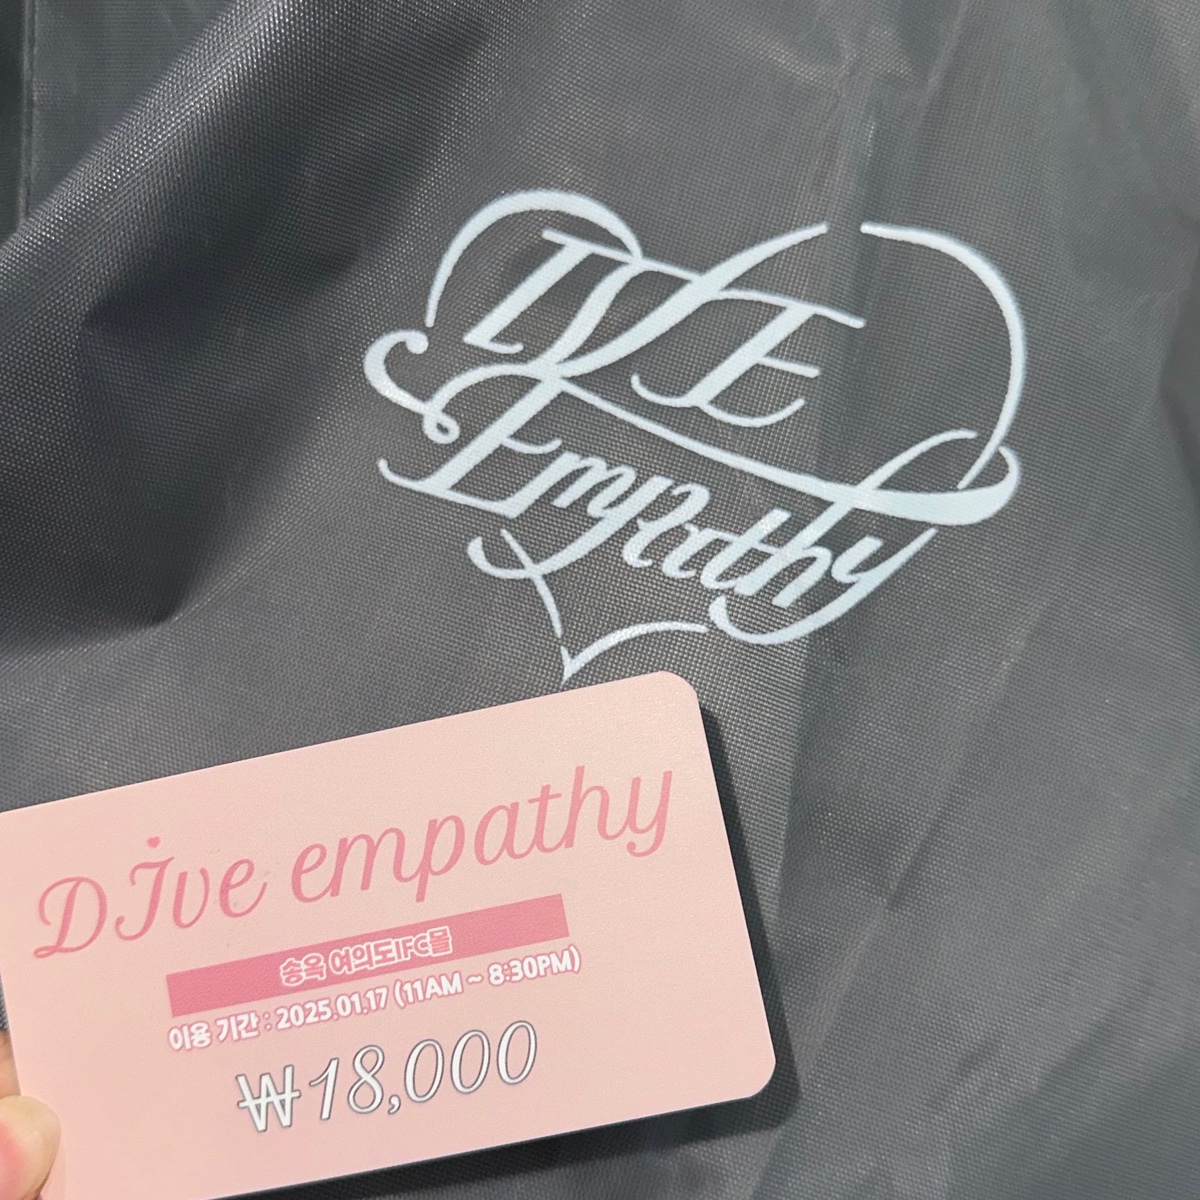 IVE
Empathy
DIve empathy
송옥 여의도IFC몰
이용 기간 : 2025.01.17 (11AM ~ 8:30PM)
₩18,000